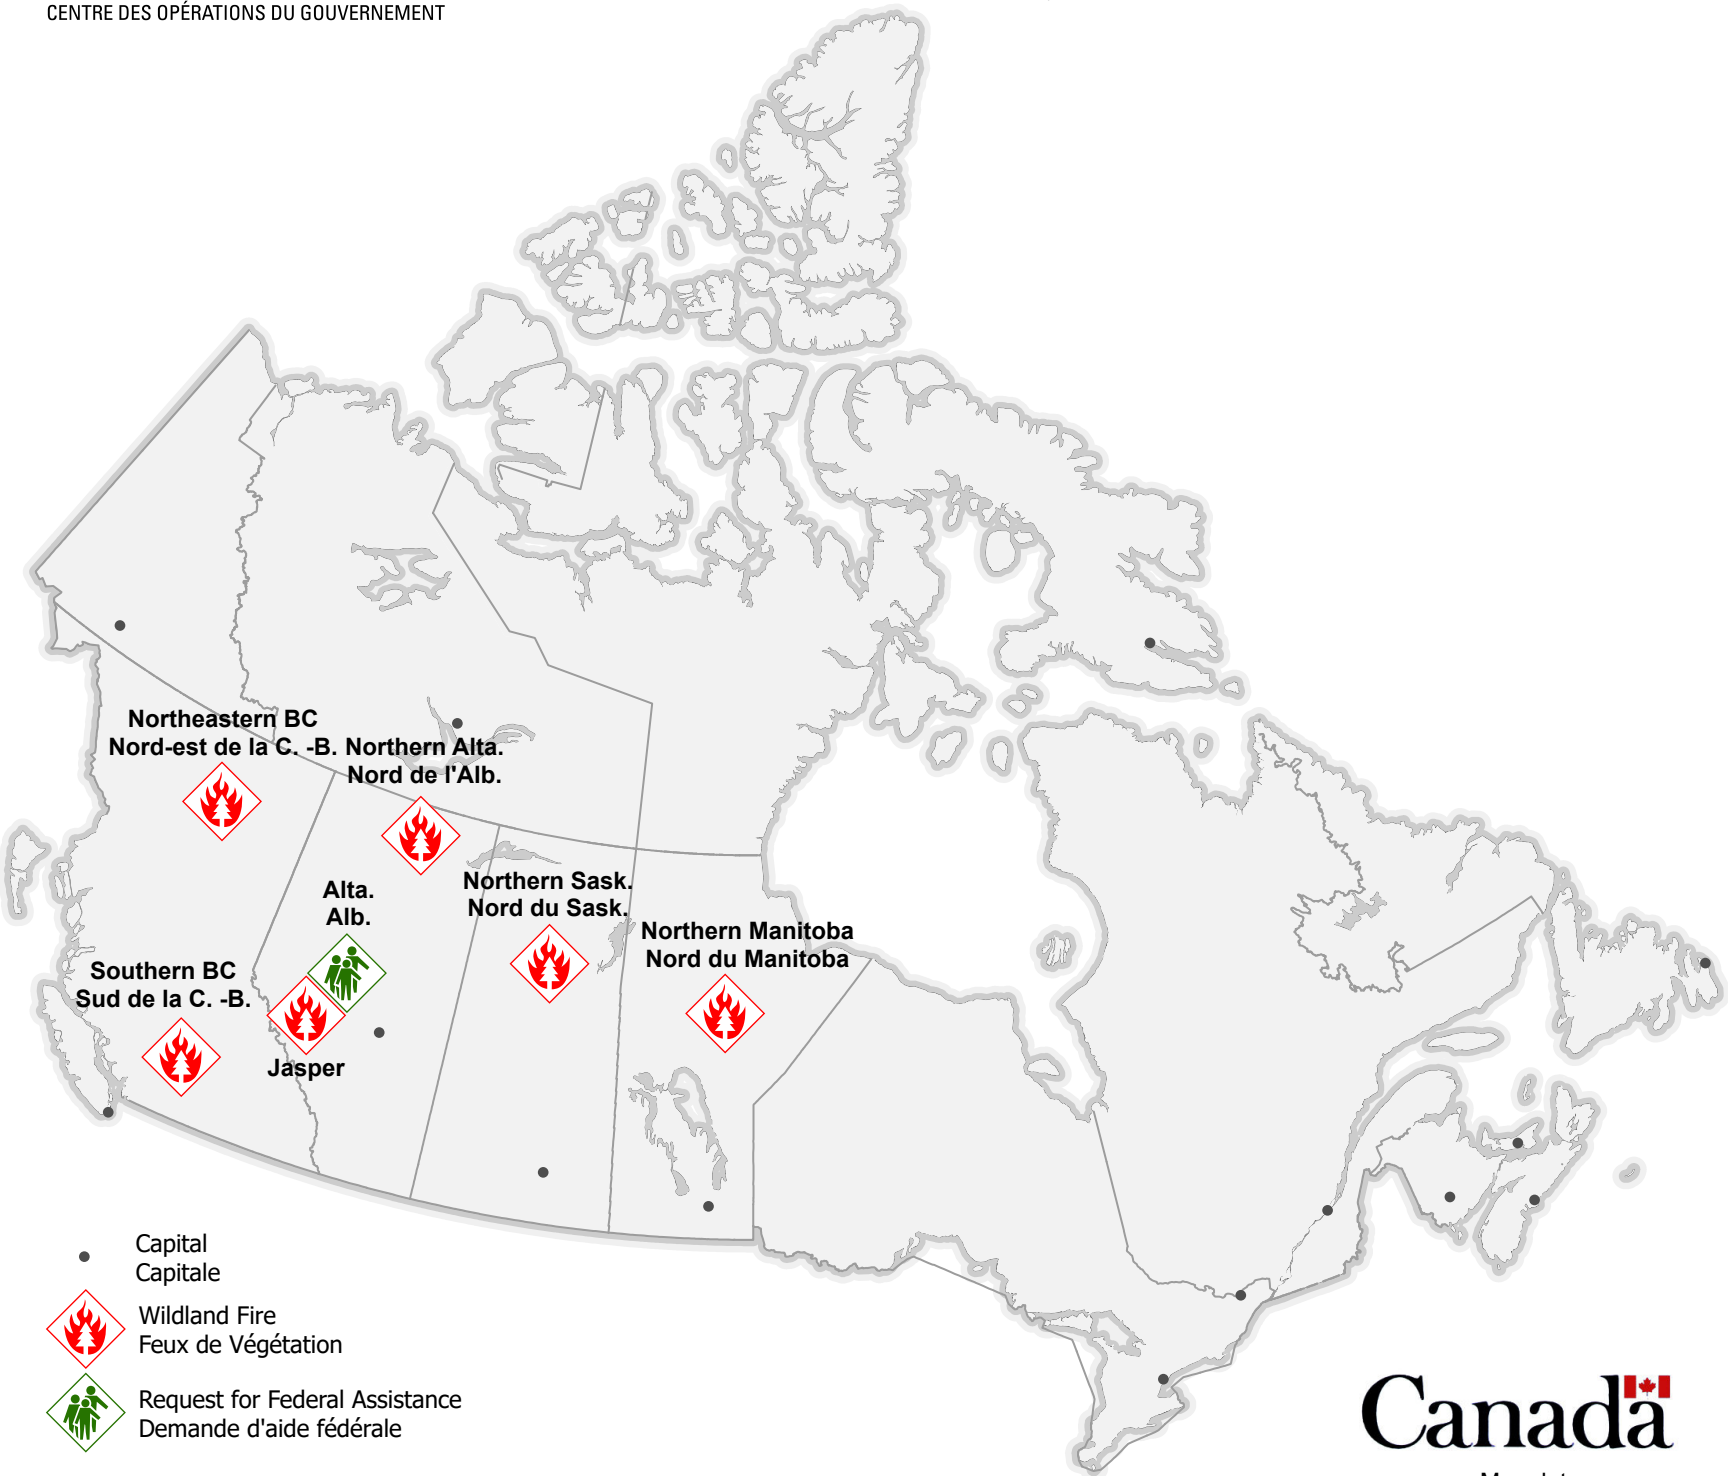 CENTRE DES OPÉRATIONS DU GOUVERNEMENT
Northeastern BC
Nord-est de la C. -B.
Northern Alta.
Nord de l'Alb.
Alta.
Alb.
Northern Sask.
Nord du Sask.
Northern Manitoba
Nord du Manitoba
Southern BC
Sud de la C. -B.
Jasper
Capital
Capitale
Wildland Fire
Feux de Végétation
Request for Federal Assistance
Demande d'aide fédérale
Canada